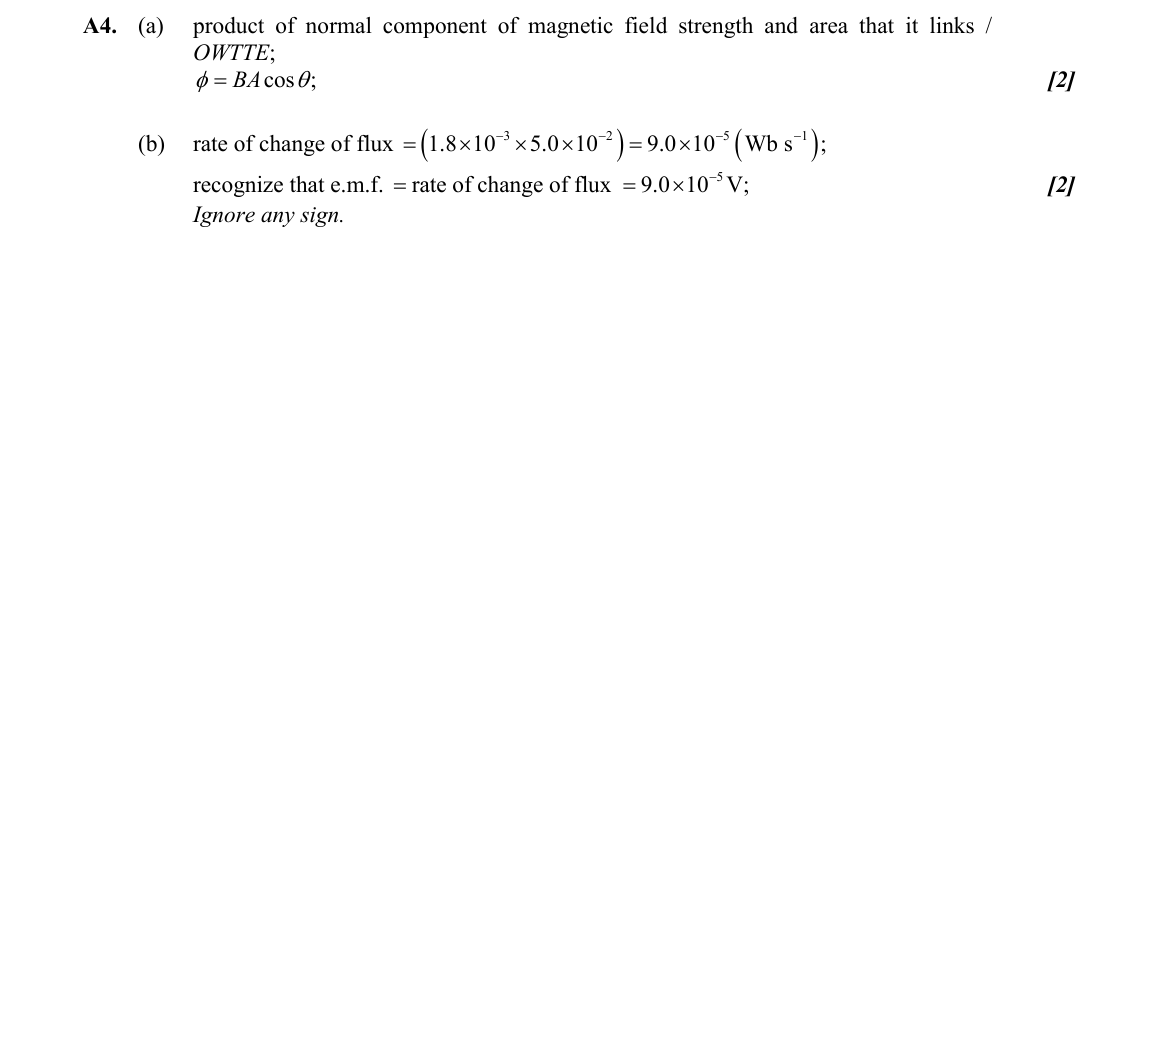 A4. (a) product of normal component of magnetic field strength and area that it links /
OWTTE;
ϕ = BA cos θ; [2]
(b) rate of change of flux = (1.8×10⁻³ × 5.0×10⁻²) = 9.0×10⁻⁵ (Wb s⁻¹);
recognize that e.m.f. = rate of change of flux = 9.0×10⁻⁵ V; [2]
Ignore any sign.